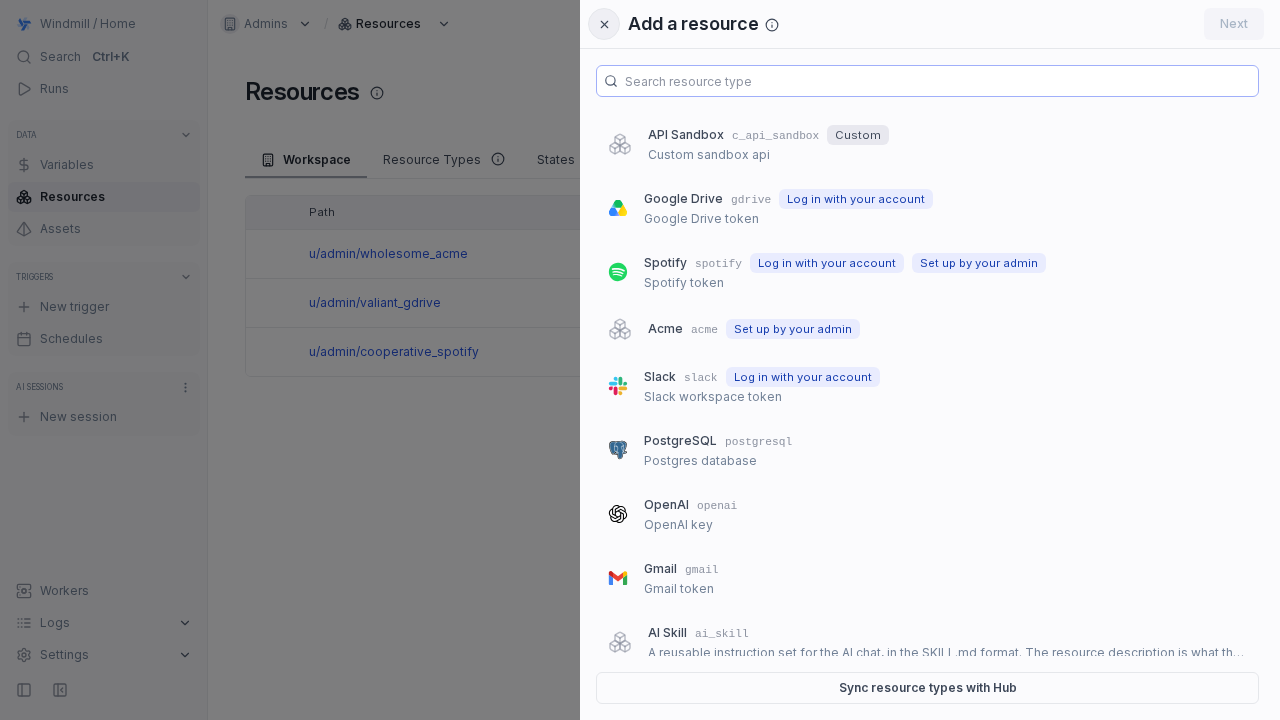 Windmill / Home
Search Ctrl+K
Runs
DATA
Variables
Resources
Assets
TRIGGERS
New trigger
Schedules
AI SESSIONS
New session
Workers
Logs
Settings
Admins / Resources
Resources
Workspace Resource Types States
Path
u/admin/wholesome_acme
u/admin/valiant_gdrive
u/admin/cooperative_spotify
Add a resource
Next
Search resource type
API Sandbox c_api_sandbox Custom
Custom sandbox api
Google Drive gdrive Log in with your account
Google Drive token
Spotify spotify Log in with your account Set up by your admin
Spotify token
Acme acme Set up by your admin
Slack slack Log in with your account
Slack workspace token
PostgreSQL postgresql
Postgres database
OpenAI openai
OpenAI key
Gmail gmail
Gmail token
AI Skill ai_skill
A reusable instruction set for the AI chat, in the SKILL.md format. The resource description is what th…
Sync resource types with Hub